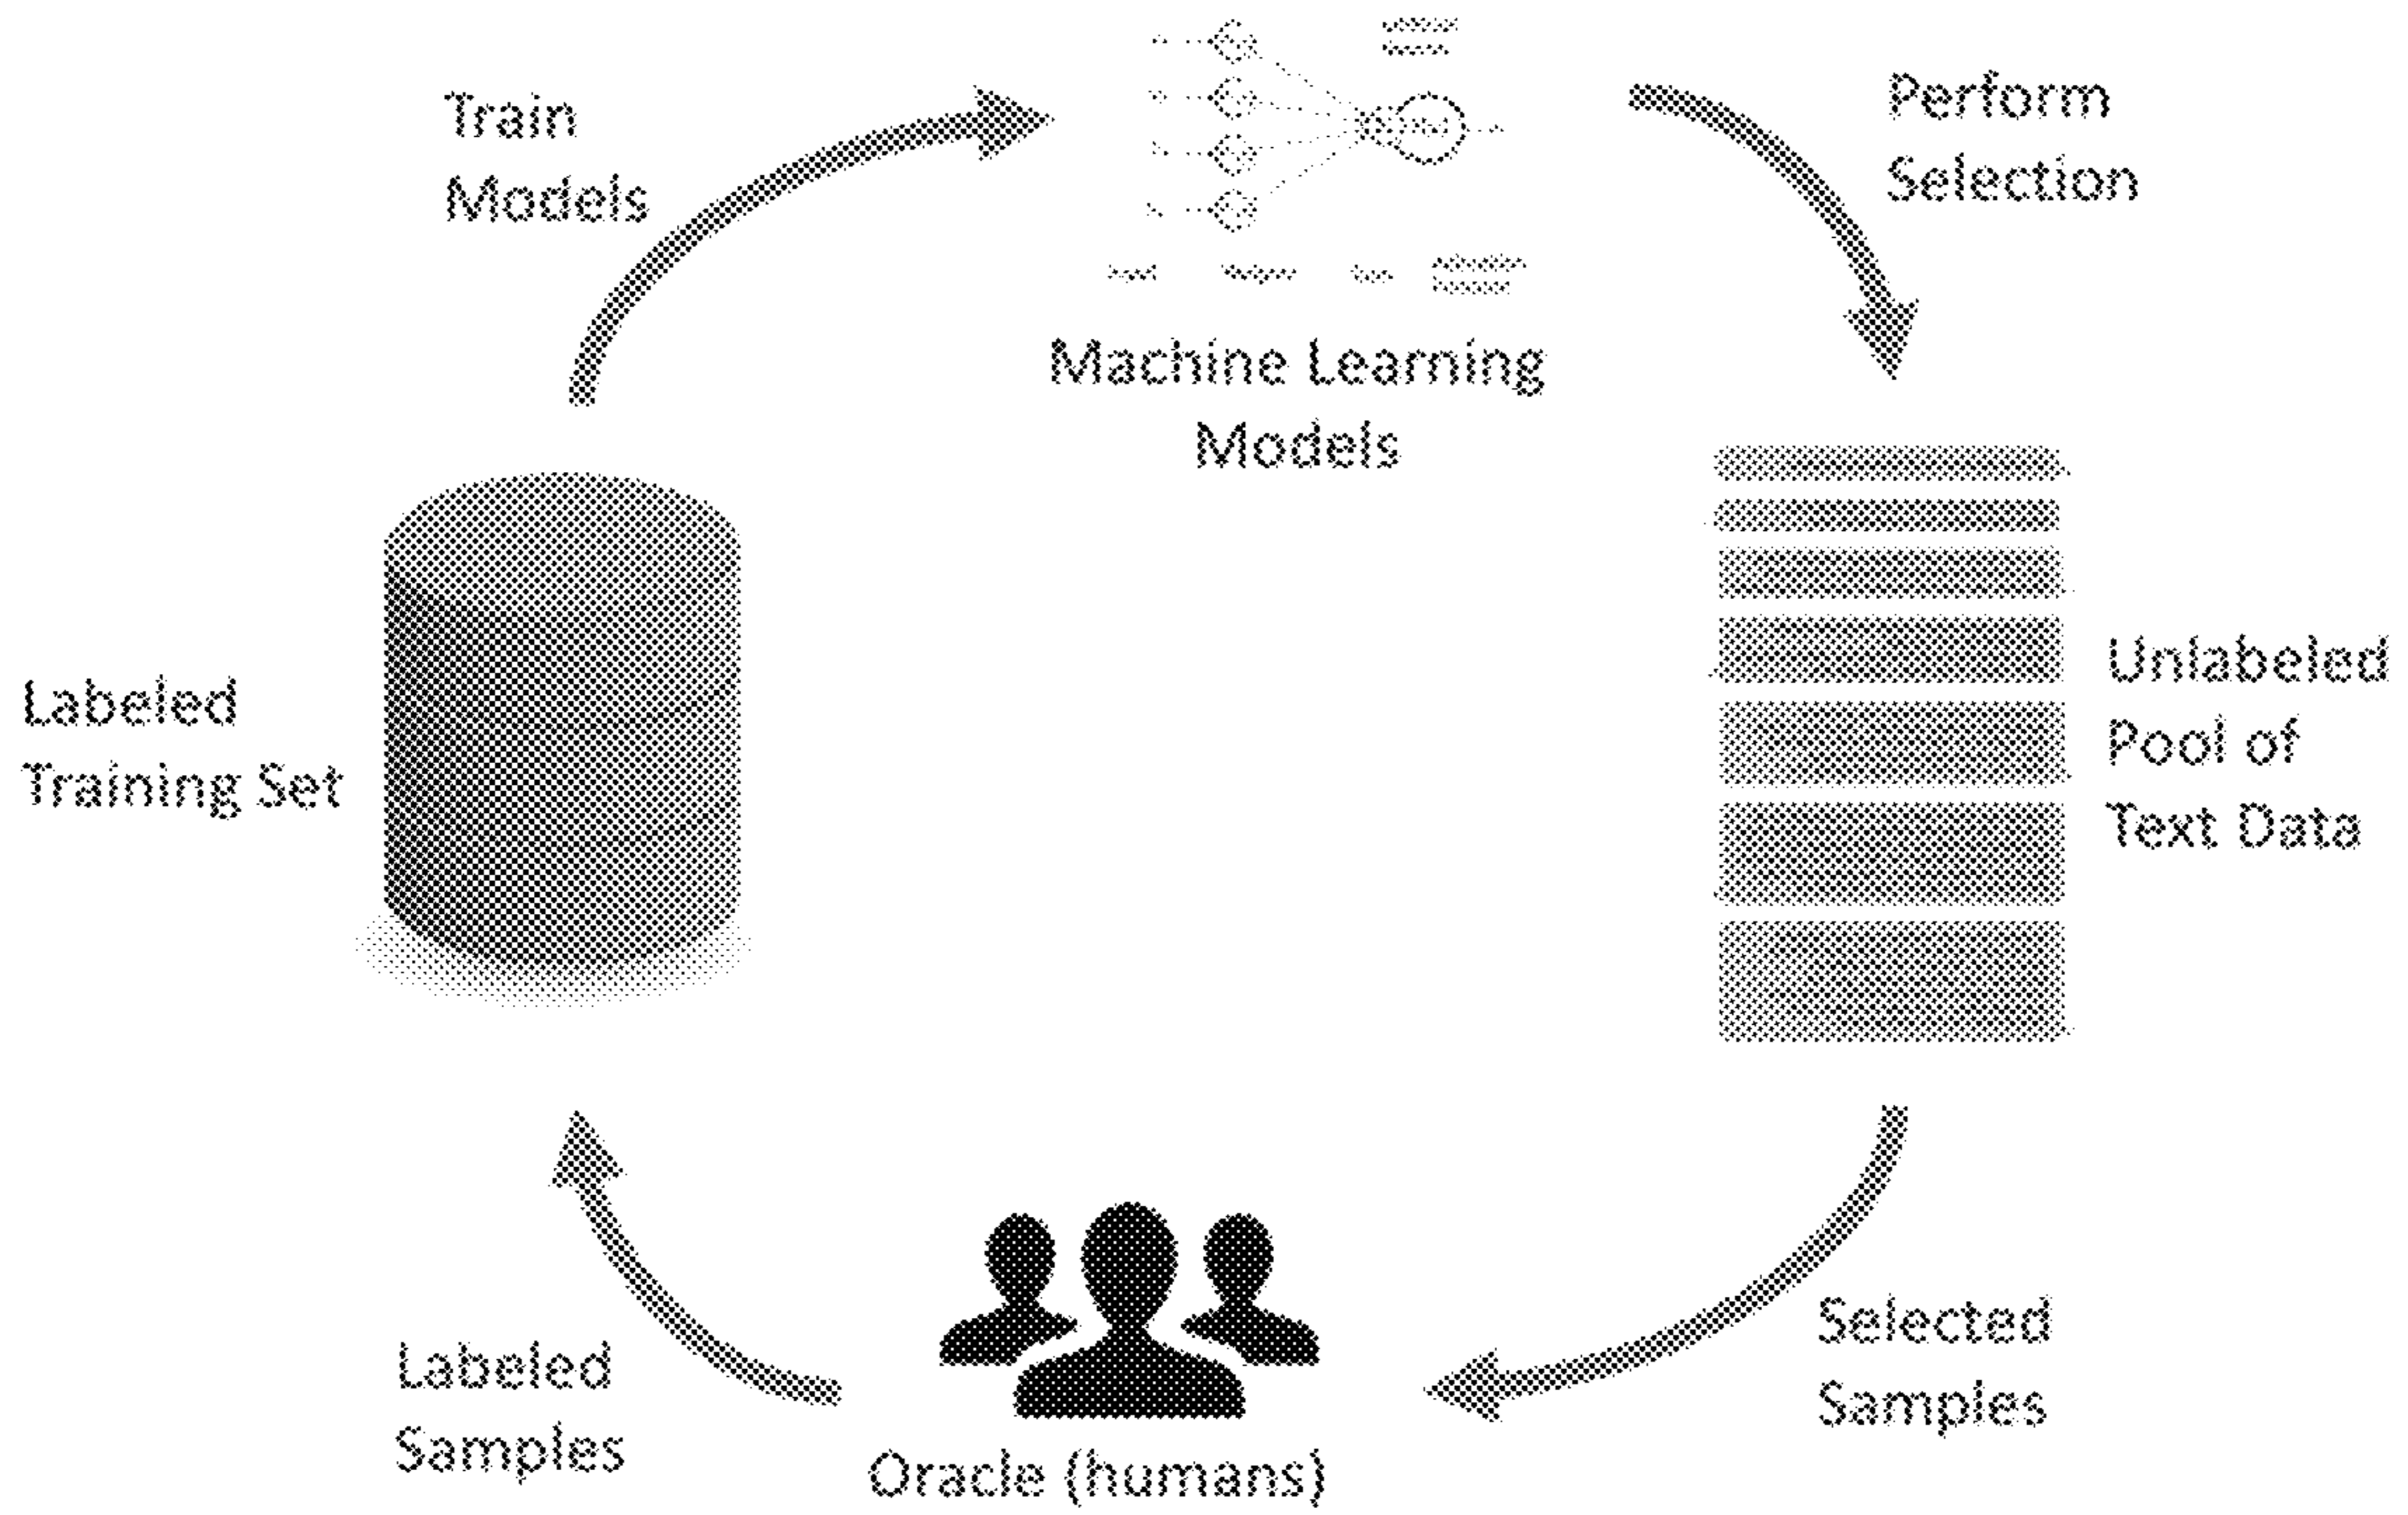 Train
Models
Perform
Selection
Machine Learning
Models
Labeled
Training Set
Unlabeled
Pool of
Text Data
Labeled
Samples
Oracle (humans)
Selected
Samples